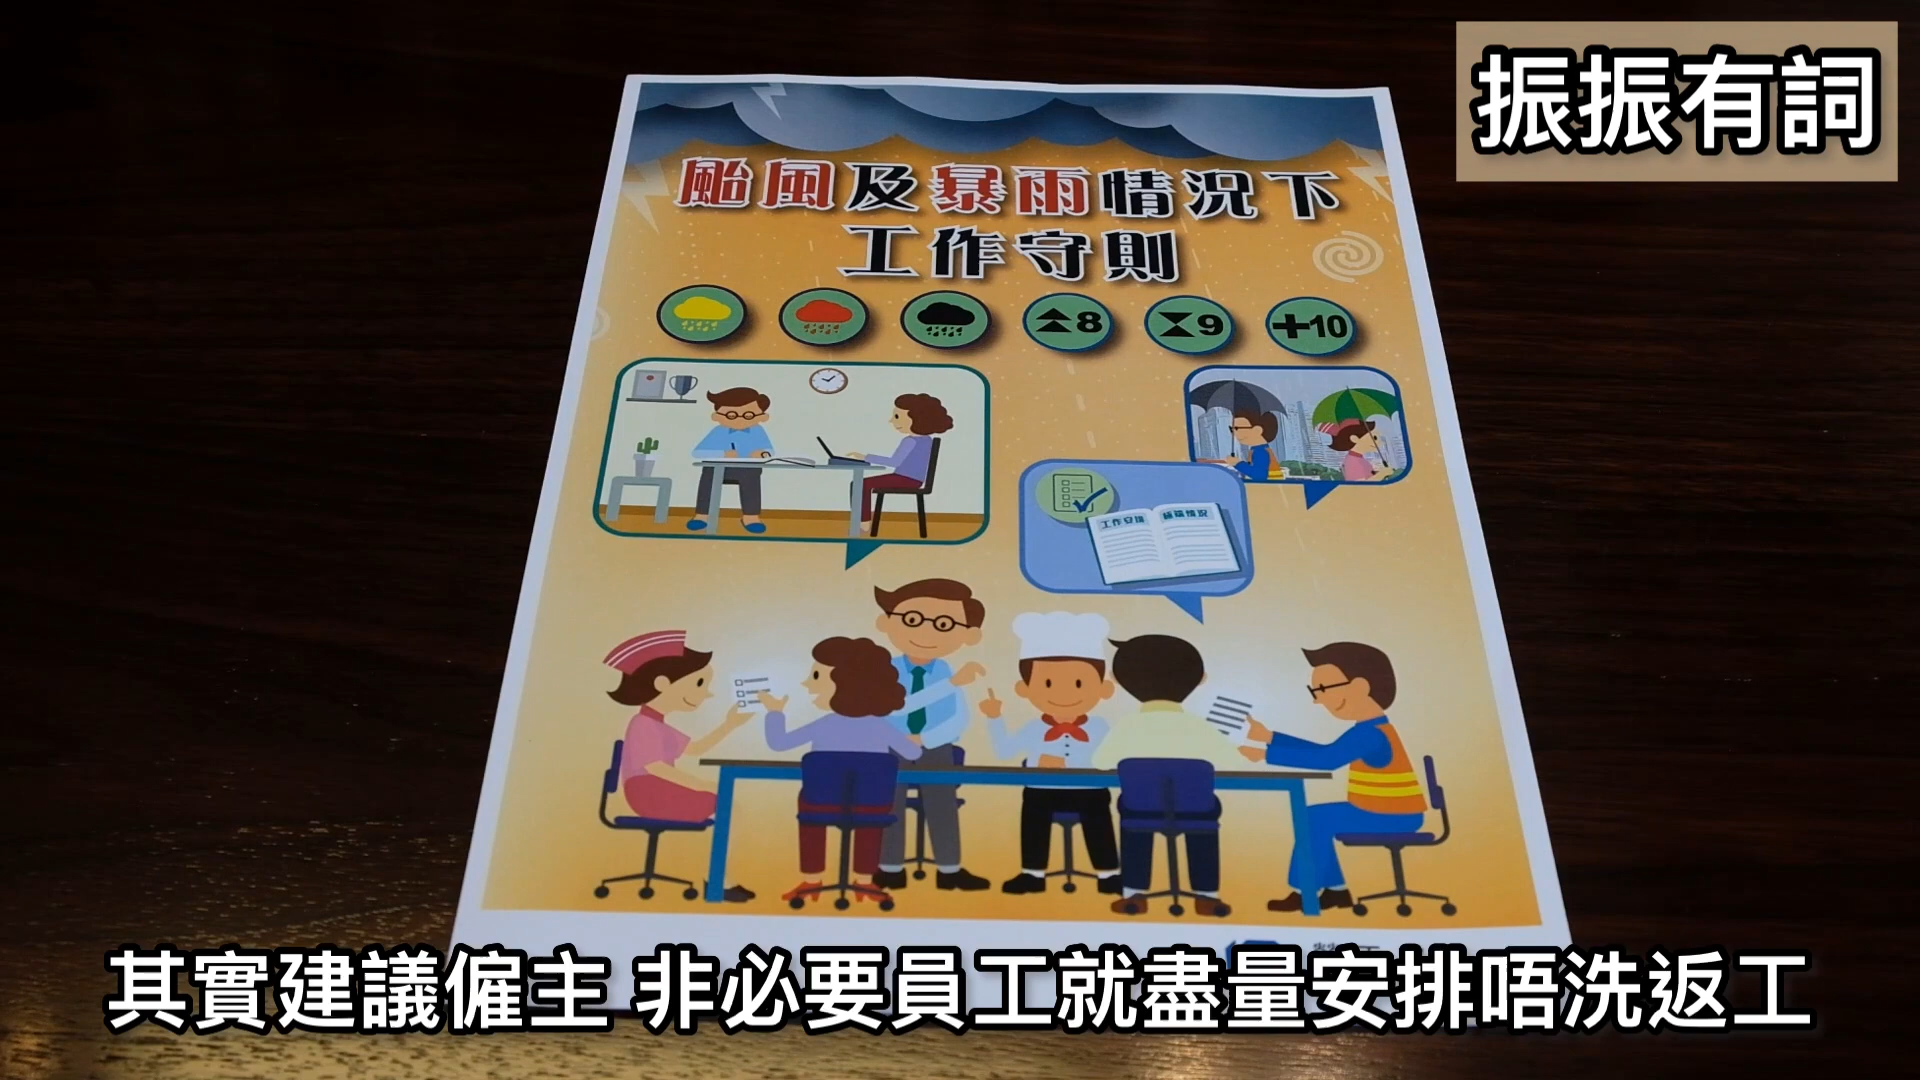 振振有詞
颱風及暴雨情況下
工作守則
8
9
10
工作安排
極端情況
其實建議僱主 非必要員工就盡量安排唔洗返工